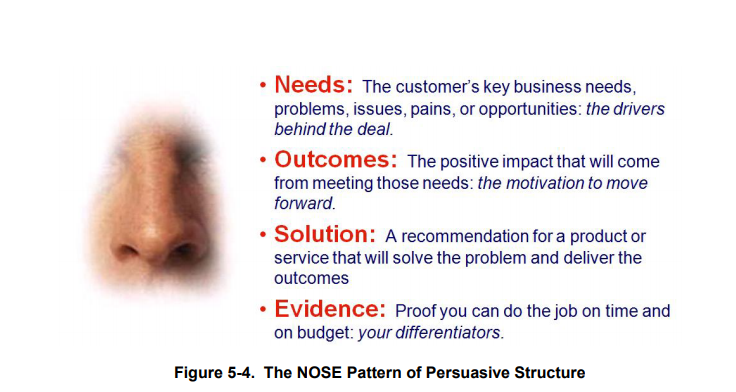 • Needs: The customer's key business needs,
problems, issues, pains, or opportunities: the drivers
behind the deal.
• Outcomes: The positive impact that will come
from meeting those needs: the motivation to move
forward.
• Solution: A recommendation for a product or
service that will solve the problem and deliver the
outcomes
• Evidence: Proof you can do the job on time and
on budget: your differentiators.
Figure 5-4. The NOSE Pattern of Persuasive Structure